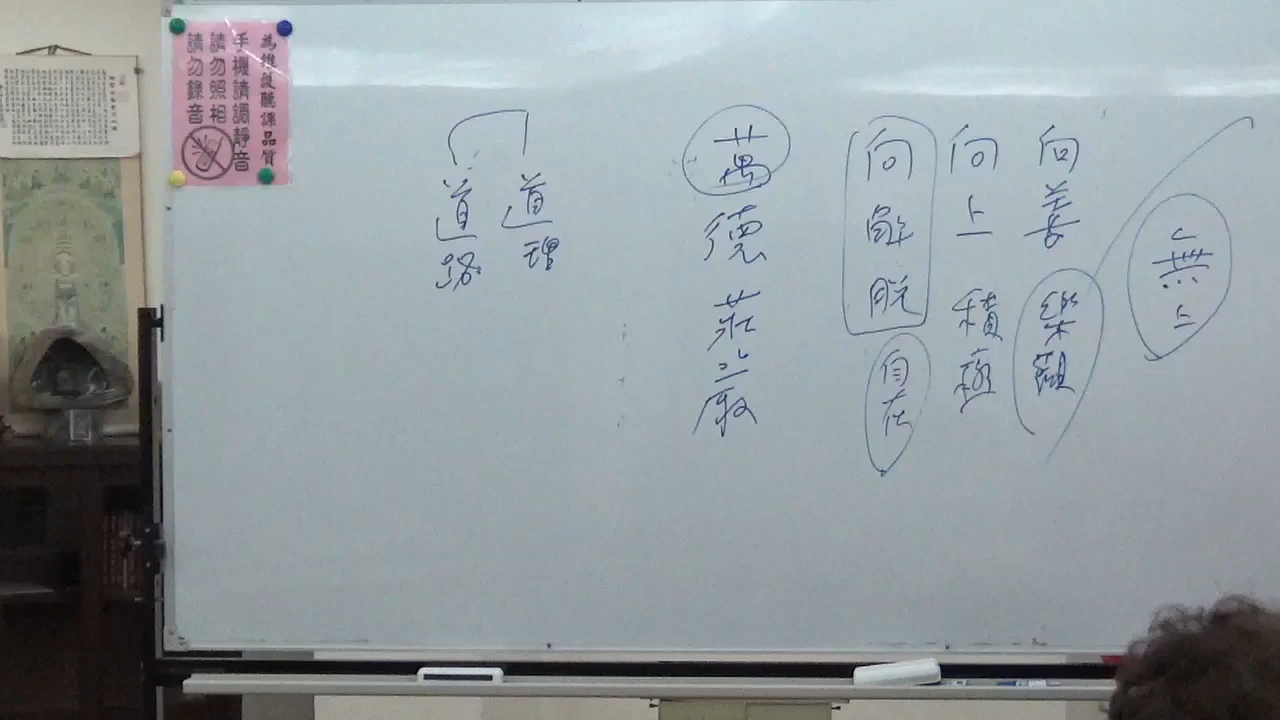 為維護聽課品質
手機請調靜音
請勿照相
請勿錄音
無上
向善 樂觀
向上 積極
向解脫 自在
萬德莊嚴
道理
道路